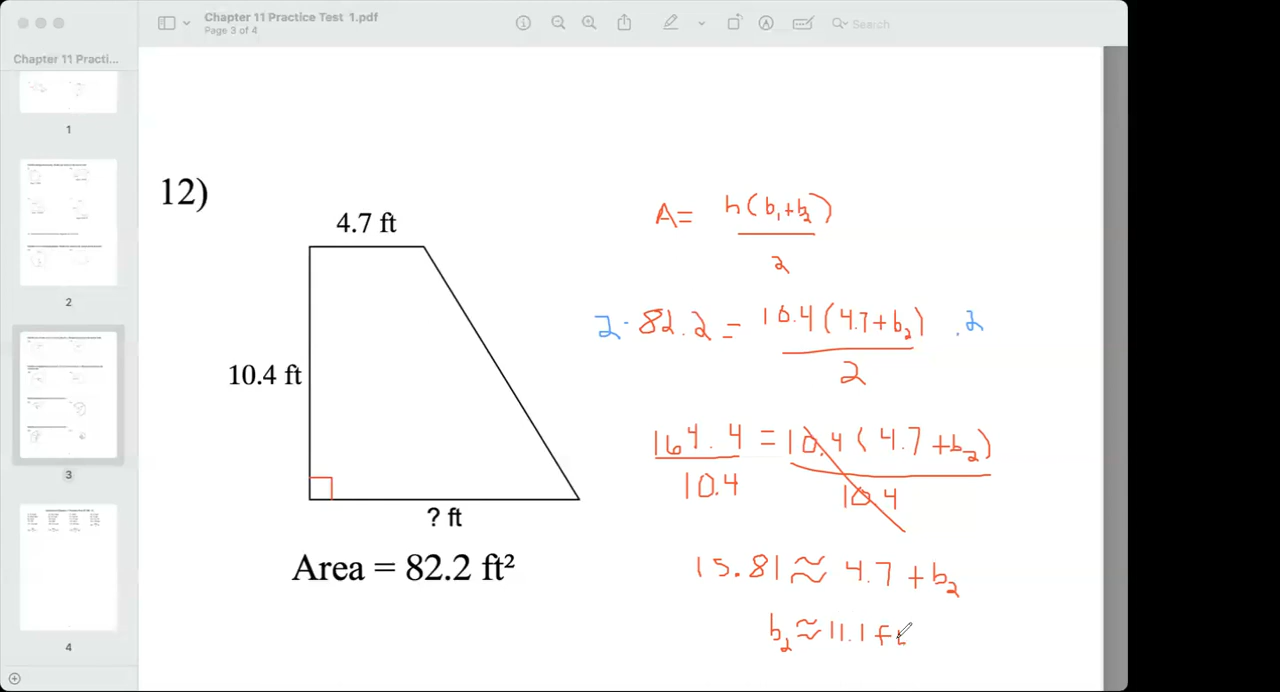 Chapter 11 Practice Test 1.pdf
Page 3 of 4
Search
Chapter 11 Practi...
1
2
3
4
12)
4.7 ft
10.4 ft
? ft
Area = 82.2 ft²
A= h(b₁+b₂)
2
2· 82.2 = 10.4(4.7+b₂) .2
2
164.4 = 10.4(4.7+b₂)
10.4 10.4
15.81 ≈ 4.7 + b₂
b₂ ≈ 11.1 ft